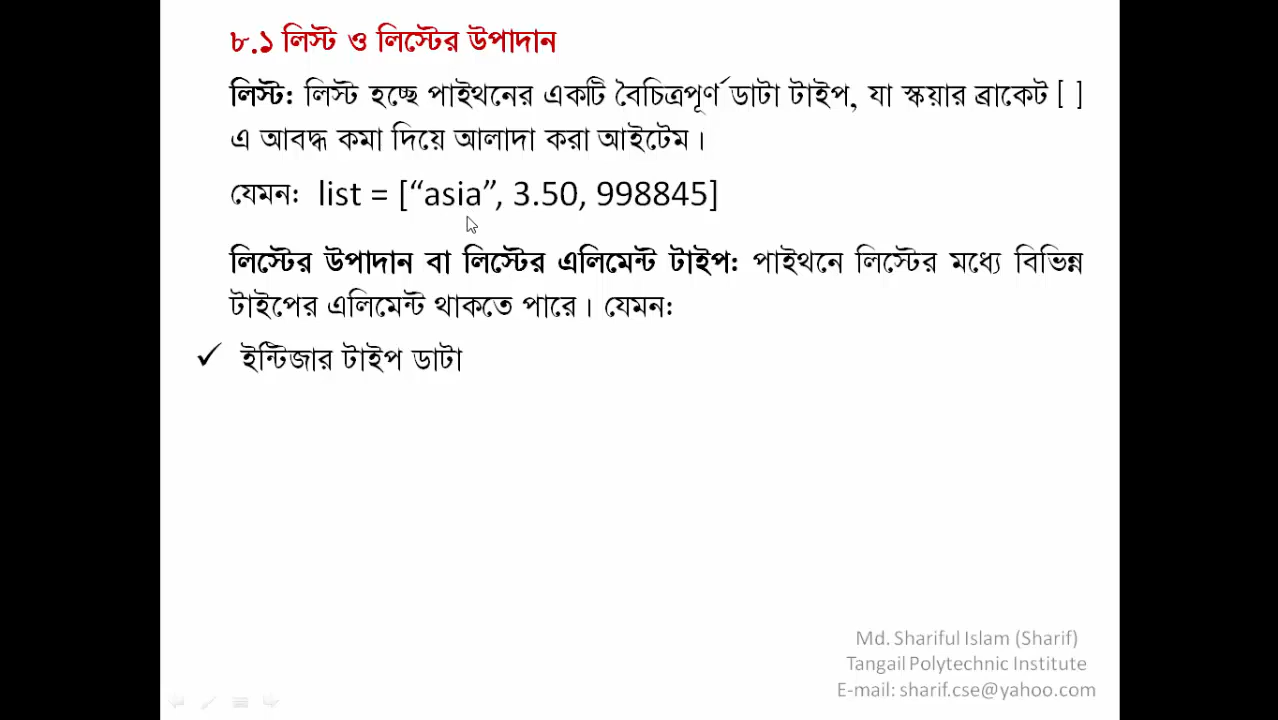 ৮.১ লিস্ট ও লিস্টের উপাদান
লিস্ট: লিস্ট হচ্ছে পাইথনের একটি বৈচিত্রপূর্ণ ডাটা টাইপ, যা স্কয়ার ব্রাকেট [ ]
এ আবদ্ধ কমা দিয়ে আলাদা করা আইটেম।
যেমন: list = [“asia”, 3.50, 998845]
লিস্টের উপাদান বা লিস্টের এলিমেন্ট টাইপ: পাইথনে লিস্টের মধ্যে বিভিন্ন
টাইপের এলিমেন্ট থাকতে পারে। যেমন:
✓ ইন্টিজার টাইপ ডাটা
Md. Shariful Islam (Sharif)
Tangail Polytechnic Institute
E-mail: sharif.cse@yahoo.com